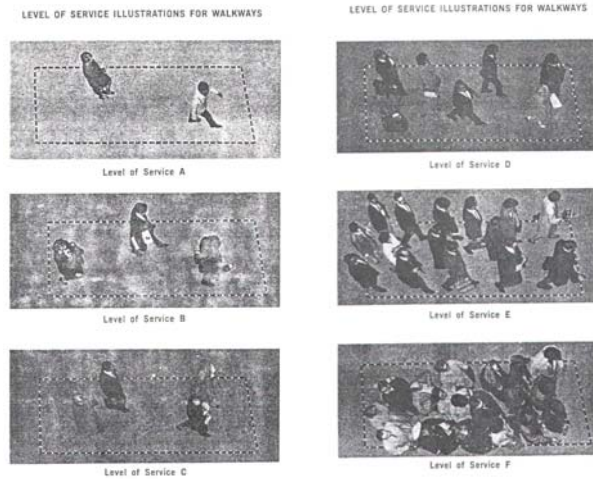 LEVEL OF SERVICE ILLUSTRATIONS FOR WALKWAYS
Level of Service A
Level of Service B
Level of Service C
LEVEL OF SERVICE ILLUSTRATIONS FOR WALKWAYS
Level of Service D
Level of Service E
Level of Service F